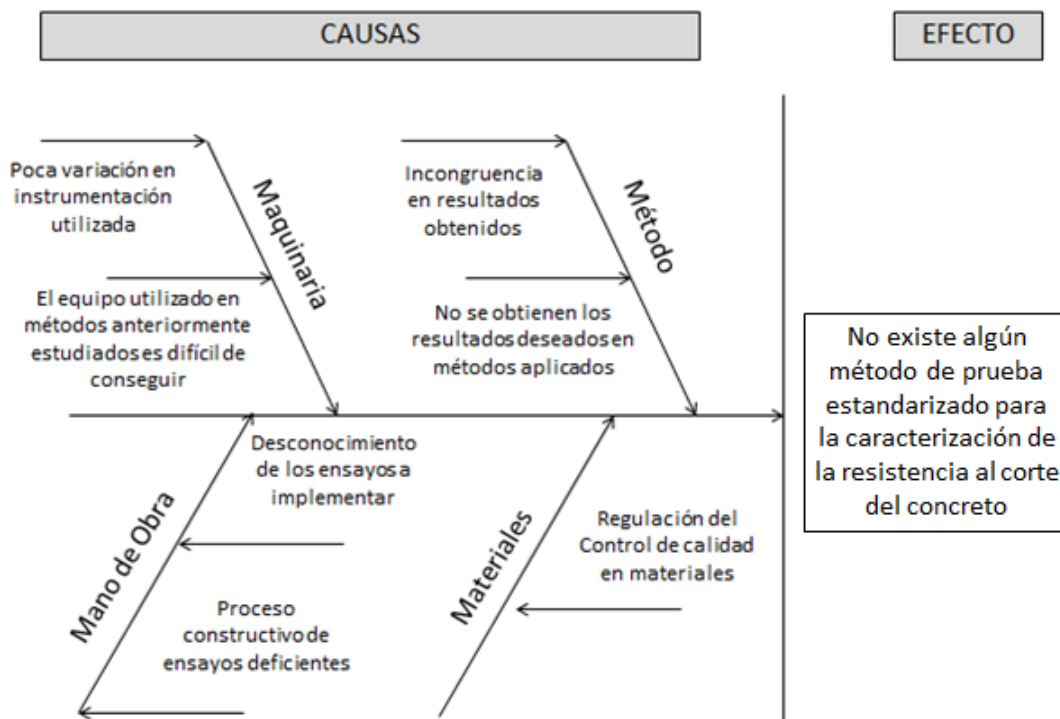 CAUSAS
EFECTO
Poca variación en
instrumentación
utilizada
Maquinaria
El equipo utilizado en
métodos anteriormente
estudiados es difícil de
conseguir
Incongruencia
en resultados
obtenidos
Método
No se obtienen los
resultados deseados en
métodos aplicados
Desconocimiento
de los ensayos a
implementar
Mano de Obra
Proceso
constructivo de
ensayos deficientes
Materiales
Regulación del
Control de calidad
en materiales
No existe algún
método de prueba
estandarizado para
la caracterización de
la resistencia al corte
del concreto